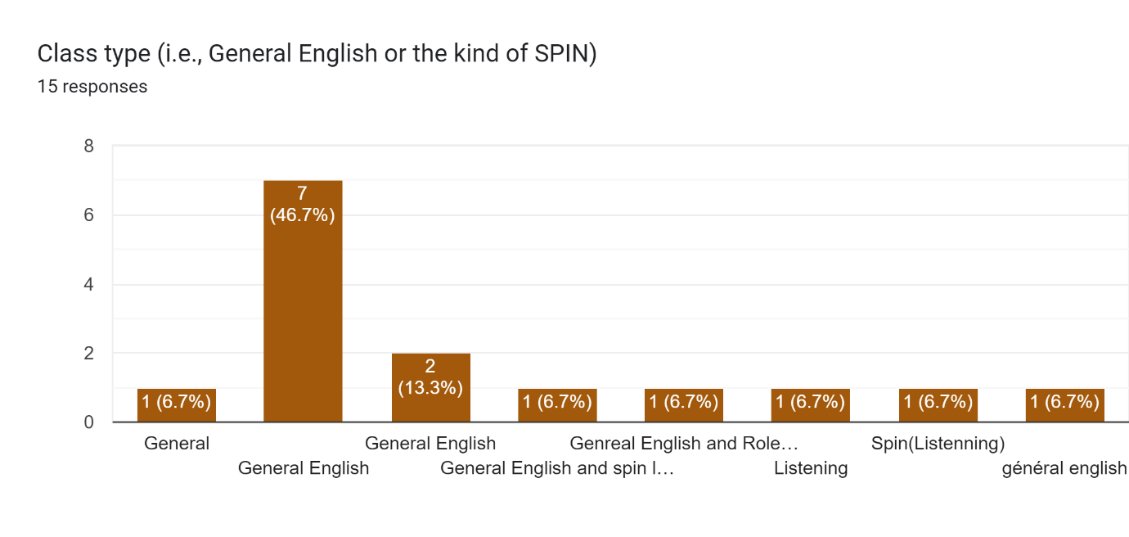 Class type (i.e., General English or the kind of SPIN)
15 responses
8
6
4
2
0
7
(46.7%)
2
(13.3%)
1 (6.7%)
1 (6.7%)
1 (6.7%)
1 (6.7%)
1 (6.7%)
1 (6.7%)
General
General English
General English
General English and spin l…
Genreal English and Role…
Listening
Spin(Listenning)
général english